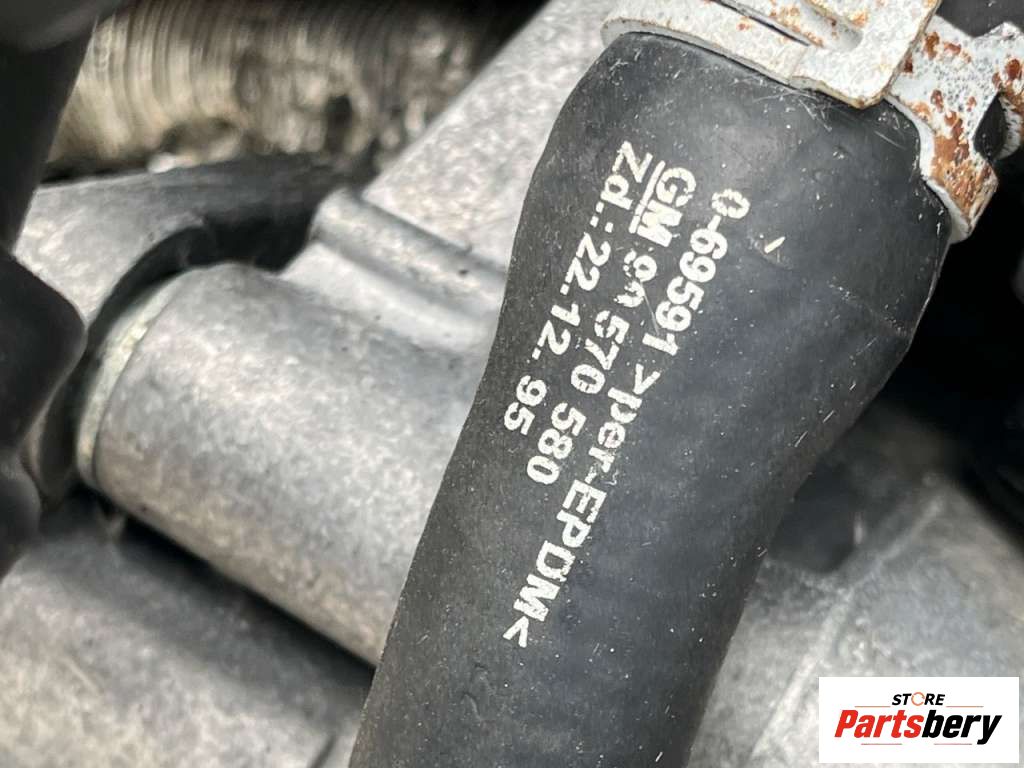 0-69591 >per-EPDM<
GM 90 570 580
Zd.:22.12.95
STORE
Partsbery